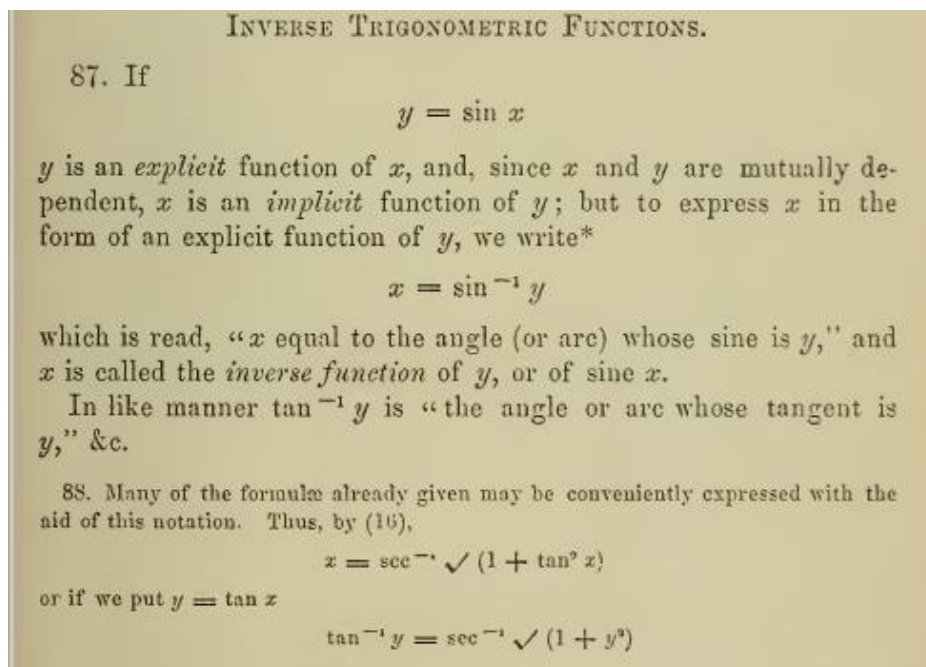 INVERSE TRIGONOMETRIC FUNCTIONS.
87. If
y = sin x
y is an explicit function of x, and, since x and y are mutually de-
pendent, x is an implicit function of y; but to express x in the
form of an explicit function of y, we write*
x = sin⁻¹ y
which is read, “x equal to the angle (or arc) whose sine is y,” and
x is called the inverse function of y, or of sine x.
In like manner tan⁻¹ y is “the angle or arc whose tangent is
y,” &c.
88. Many of the formulæ already given may be conveniently expressed with the
aid of this notation. Thus, by (16),
x = sec⁻¹ √ (1 + tan² x)
or if we put y = tan x
tan⁻¹ y = sec⁻¹ √ (1 + y²)